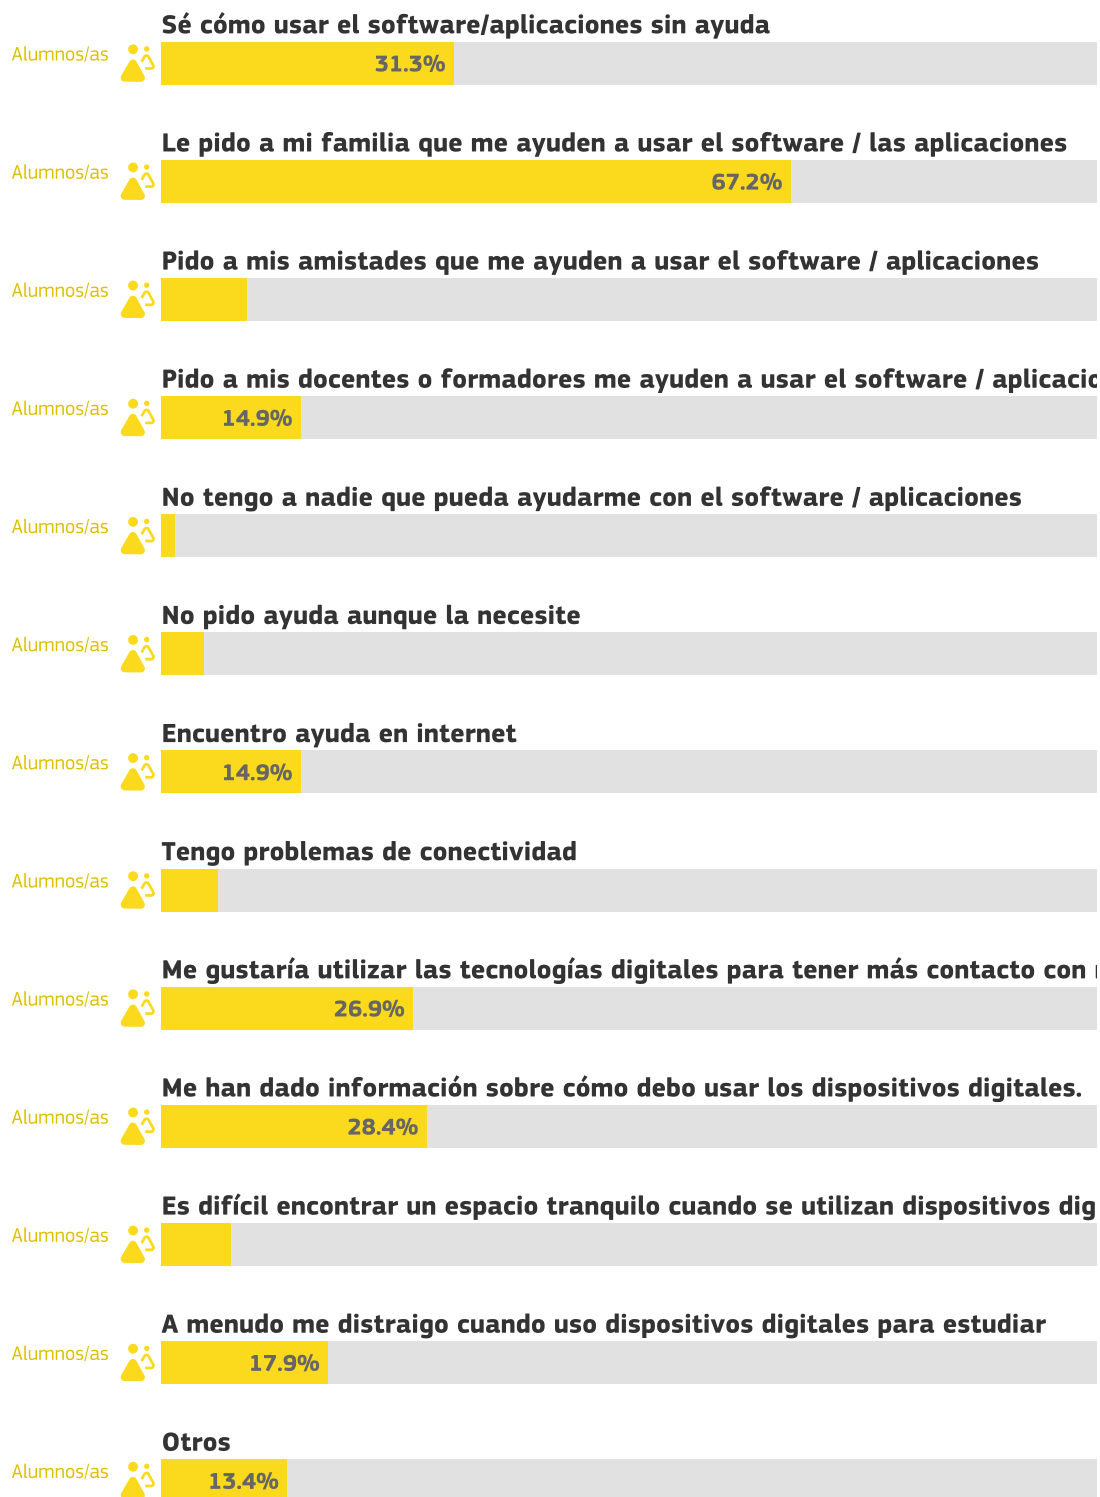 Sé cómo usar el software/aplicaciones sin ayuda
Alumnos/as
31.3%
Le pido a mi familia que me ayuden a usar el software / las aplicaciones
Alumnos/as
67.2%
Pido a mis amistades que me ayuden a usar el software / aplicaciones
Alumnos/as
Pido a mis docentes o formadores me ayuden a usar el software /
Alumnos/as
14.9%
No tengo a nadie que pueda ayudarme con el software / aplicaciones
Alumnos/as
No pido ayuda aunque la necesite
Alumnos/as
Encuentro ayuda en internet
Alumnos/as
14.9%
Tengo problemas de conectividad
Alumnos/as
Me gustaría utilizar las tecnologías digitales para tener más contacto con
Alumnos/as
26.9%
Me han dado información sobre cómo debo usar los dispositivos digitales.
Alumnos/as
28.4%
Es difícil encontrar un espacio tranquilo cuando se utilizan dispositivos
Alumnos/as
A menudo me distraigo cuando uso dispositivos digitales para estudiar
Alumnos/as
17.9%
Otros
Alumnos/as
13.4%